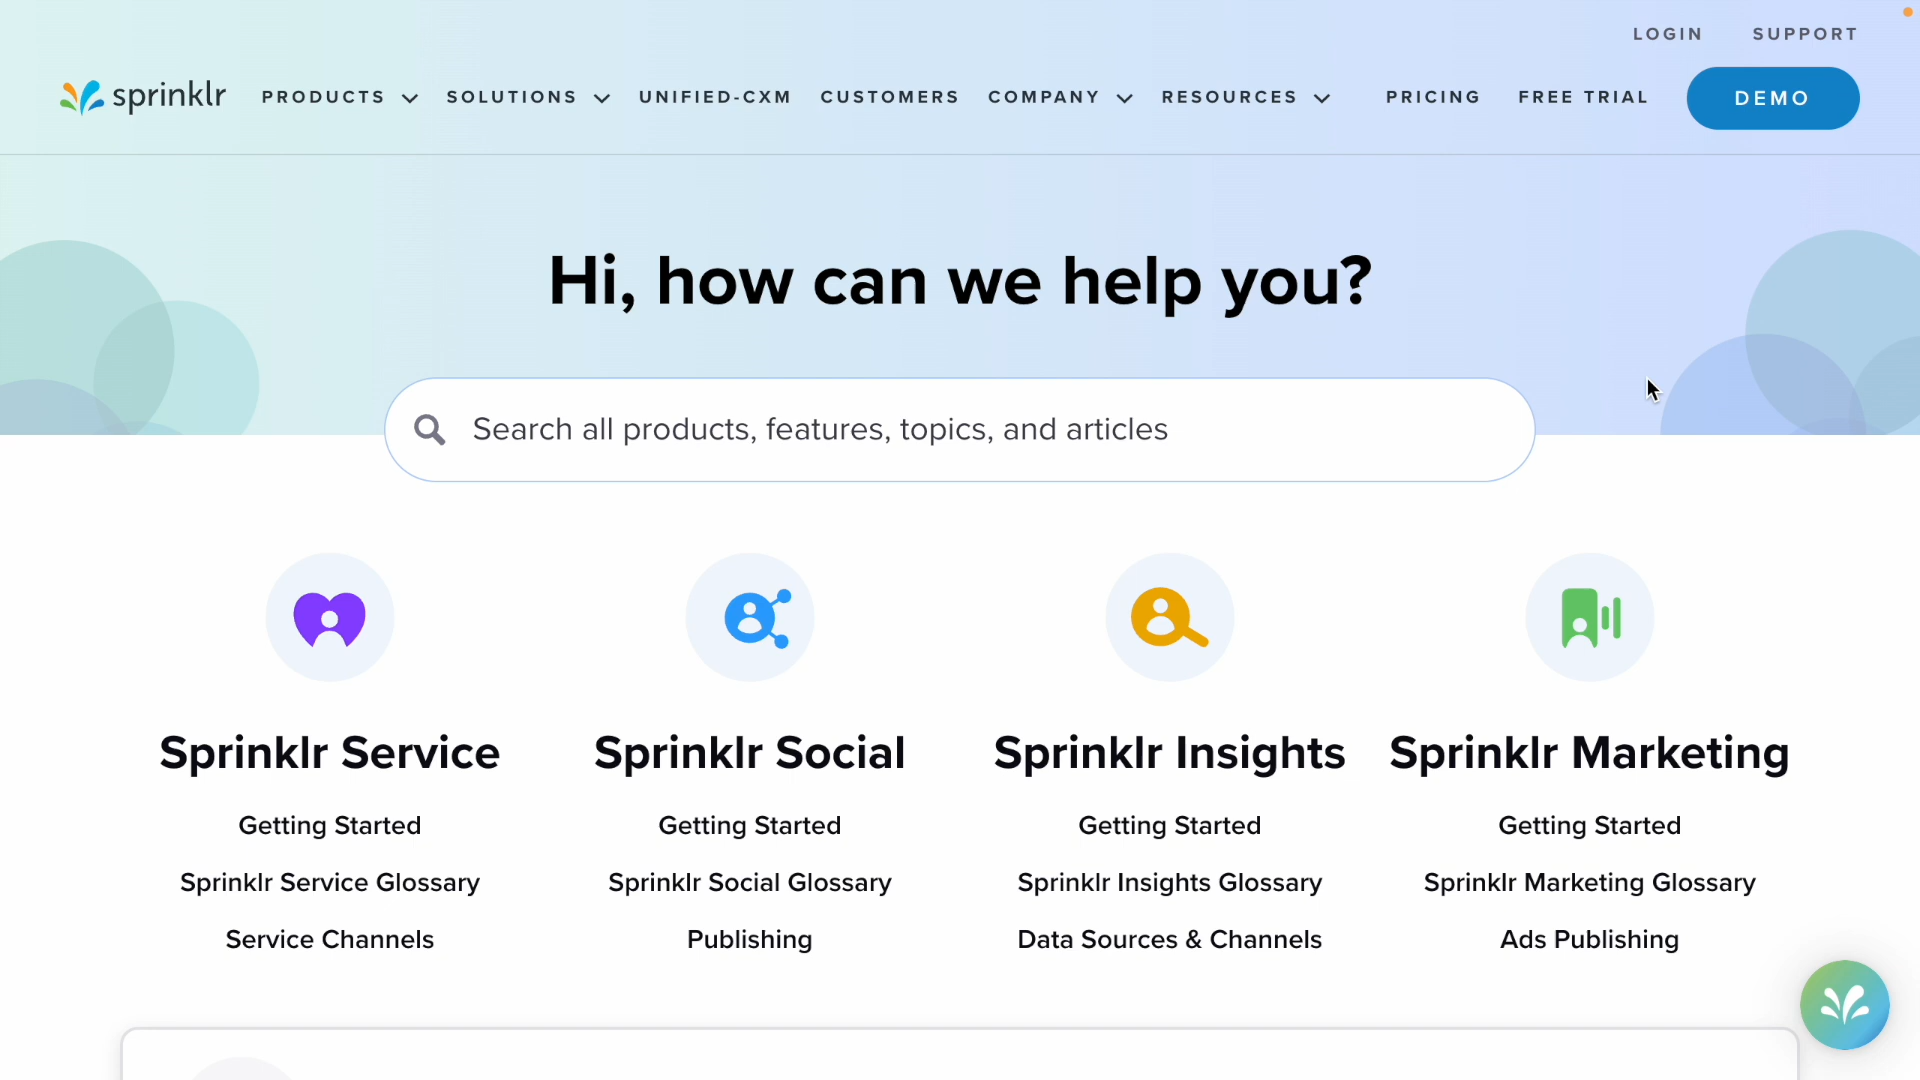 LOGIN SUPPORT
sprinklr PRODUCTS SOLUTIONS UNIFIED-CXM CUSTOMERS COMPANY RESOURCES PRICING FREE TRIAL DEMO
Hi, how can we help you?
Search all products, features, topics, and articles
Sprinklr Service Sprinklr Social Sprinklr Insights Sprinklr Marketing
Getting Started Getting Started Getting Started Getting Started
Sprinklr Service Glossary Sprinklr Social Glossary Sprinklr Insights Glossary Sprinklr Marketing Glossary
Service Channels Publishing Data Sources & Channels Ads Publishing